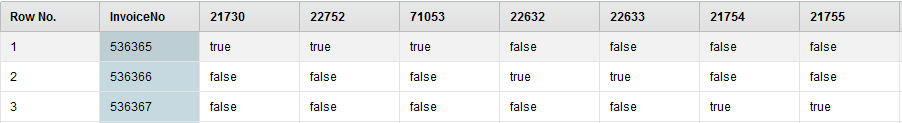 Row No. InvoiceNo 21730 22752 71053 22632 22633 21754 21755
1 536365 true true true false false false false
2 536366 false false false true true false false
3 536367 false false false false false true true